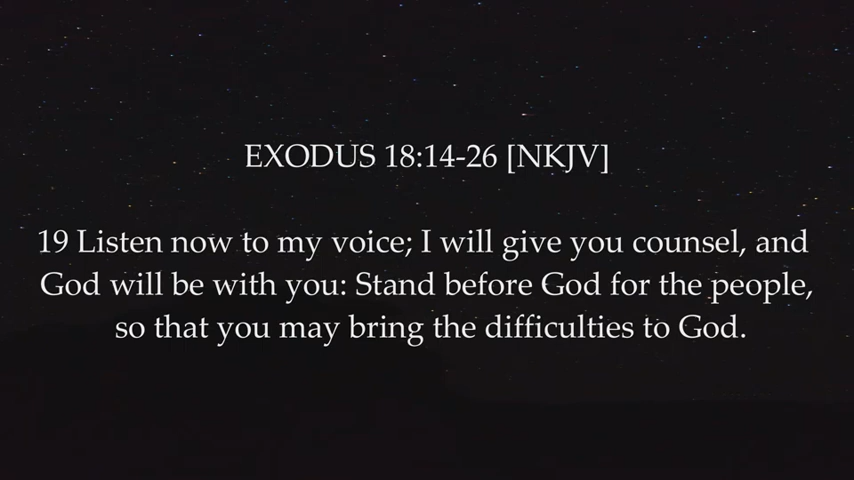 EXODUS 18:14-26 [NKJV]
19 Listen now to my voice; I will give you counsel, and
God will be with you: Stand before God for the people,
so that you may bring the difficulties to God.